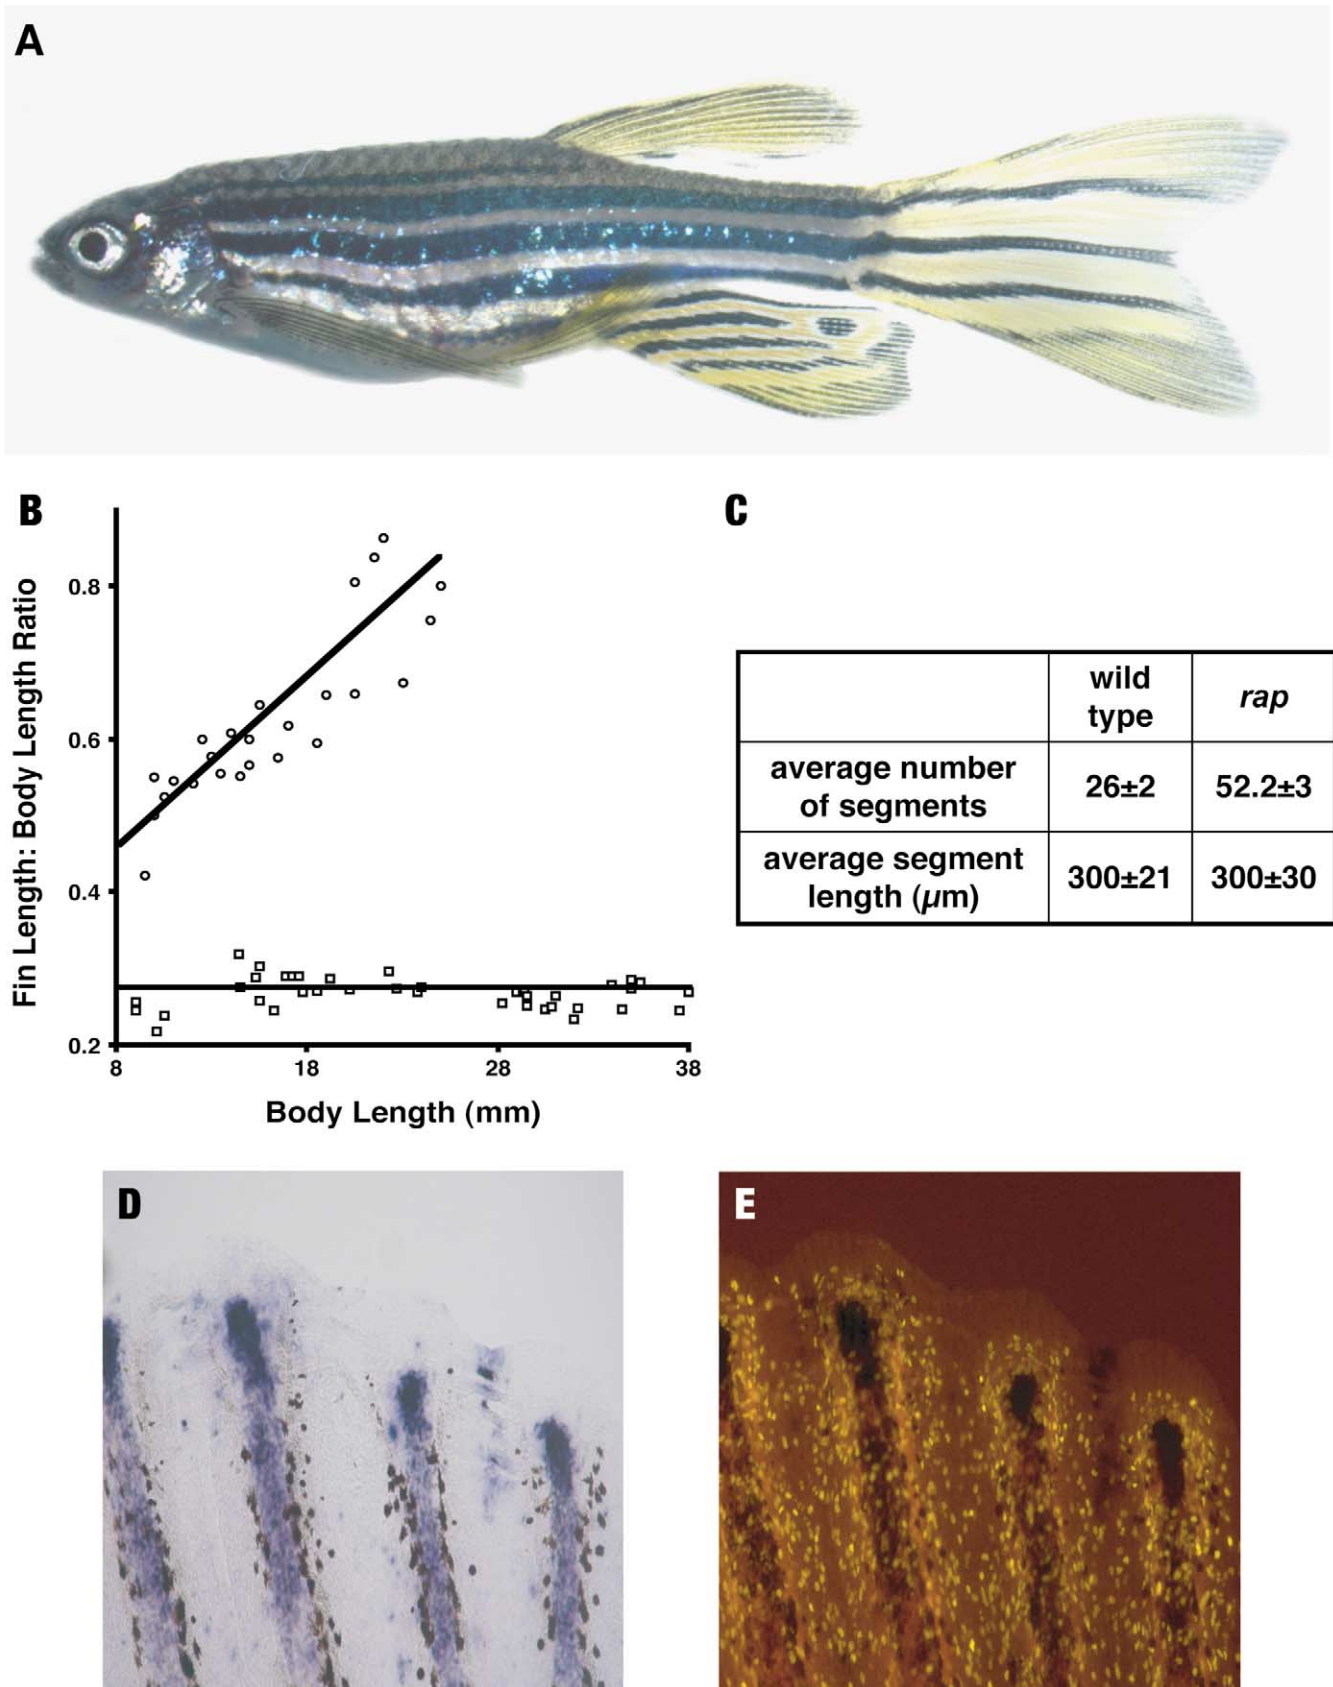 A
B
Fin Length: Body Length Ratio
0.8
0.6
0.4
0.2
8 18 28 38
Body Length (mm)
C
wild
type
rap
average number
of segments
26±2
52.2±3
average segment
length (µm)
300±21
300±30
D
E